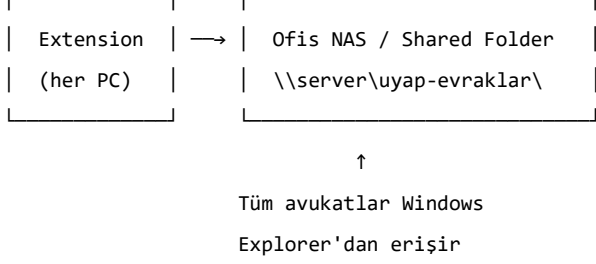 Extension → Ofis NAS / Shared Folder
(her PC) \\server\uyap-evraklar\
↑
Tüm avukatlar Windows
Explorer'dan erişir